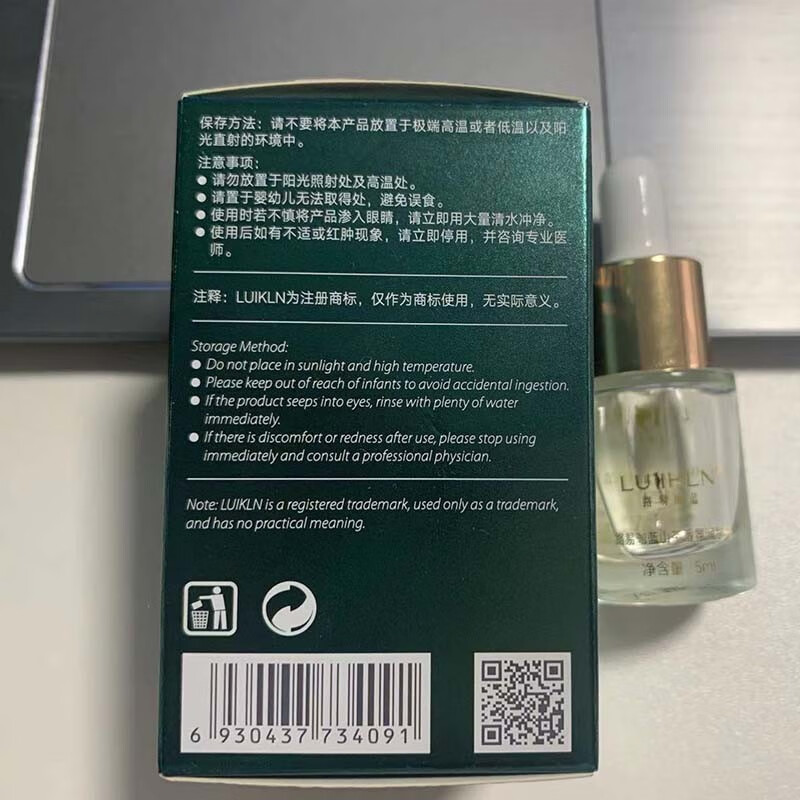 保存方法：请不要将本产品放置于极端高温或者低温以及阳
光直射的环境中。
注意事项：
● 请勿放置于阳光照射处及高温处。
● 请置于婴幼儿无法取得处，避免误食。
● 使用时若不慎将产品渗入眼睛，请立即用大量清水冲净。
● 使用后如有不适或红肿现象，请立即停用，并咨询专业医
师。
注释：LUIKLN为注册商标，仅作为商标使用，无实际意义。
Storage Method:
● Do not place in sunlight and high temperature.
● Please keep out of reach of infants to avoid accidental ingestion.
● If the product seeps into eyes, rinse with plenty of water
immediately.
● If there is discomfort or redness after use, please stop using
immediately and consult a professional physician.
Note: LUIKLN is a registered trademark, used only as a trademark,
and has no practical meaning.
6 930437 734091
LUIKLN
净含量 5ml